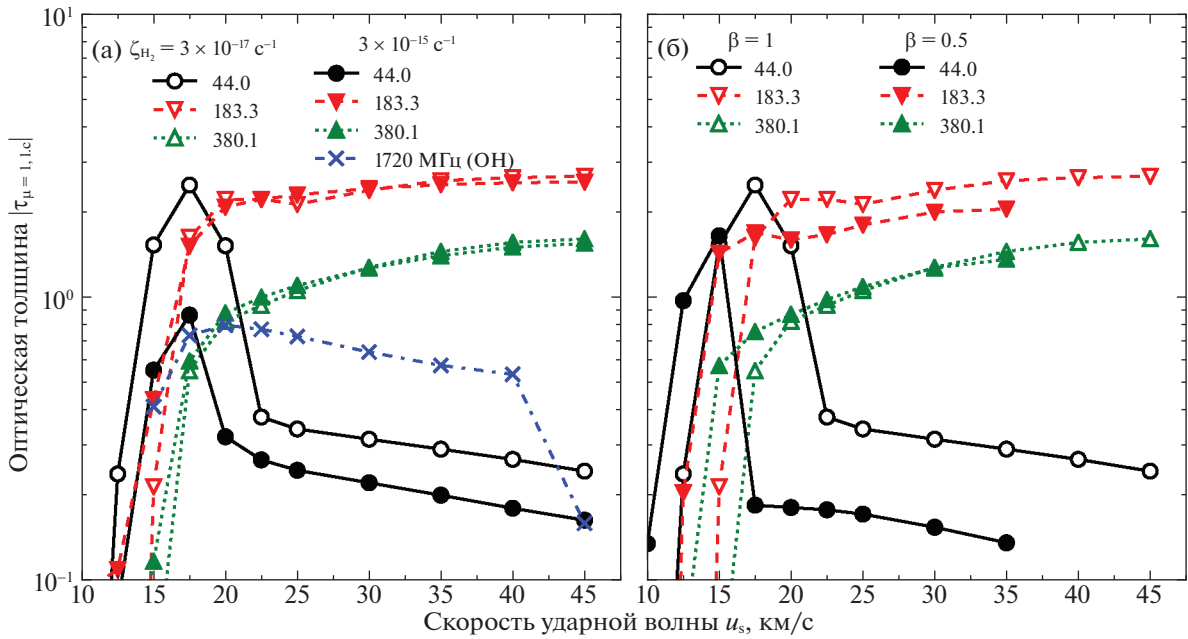 Оптическая толщина |τμ = 1, l.c|
10¹
10⁰
10⁻¹
(а) ζH₂ = 3 × 10⁻¹⁷ с⁻¹ 3 × 10⁻¹⁵ с⁻¹
44.0 44.0
183.3 183.3
380.1 380.1
1720 МГц (OH)
10 15 20 25 30 35 40 45
(б) β = 1 β = 0.5
44.0 44.0
183.3 183.3
380.1 380.1
10 15 20 25 30 35 40 45
Скорость ударной волны uₛ, км/с